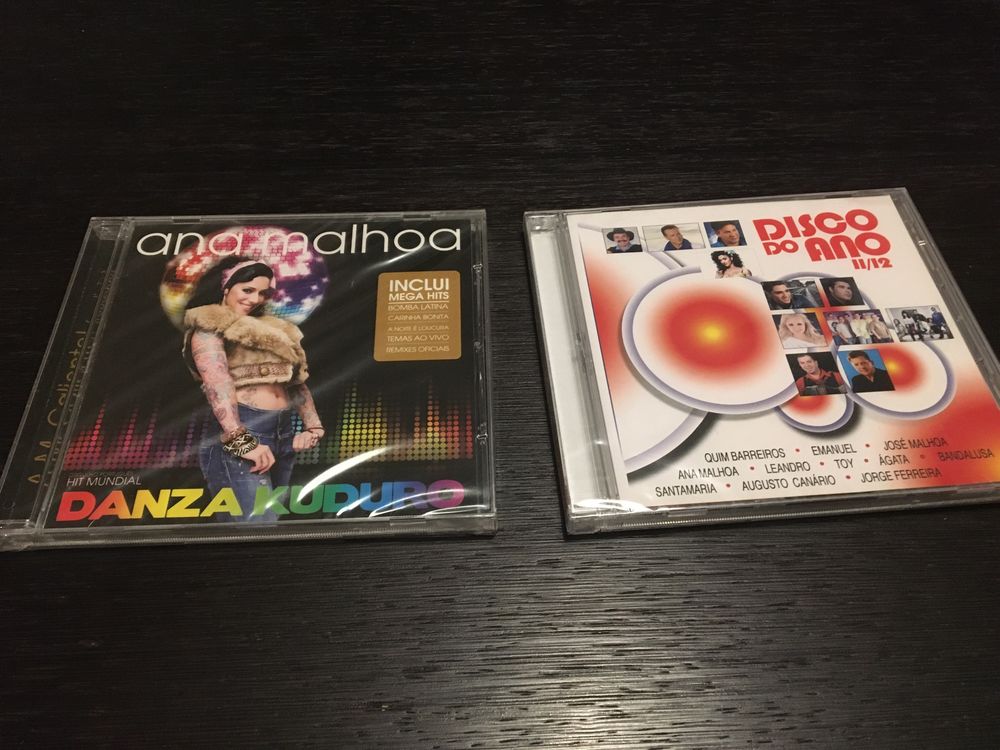 ana malhoa
INCLUI
MEGA HITS
BOMBA LATINA
CARINHA BONITA
A NOITE É LOUCURA
TEMAS AO VIVO
REMIXES OFICIAIS
HIT MUNDIAL
DANZA KUDURO
DISCO
DO ANO
11/12
QUIM BARREIROS • EMANUEL • JOSÉ MALHOA
ANA MALHOA • LEANDRO • TOY • ÁGATA • BANDALUSA
SANTAMARIA • AUGUSTO CANÁRIO • JORGE FERREIRA